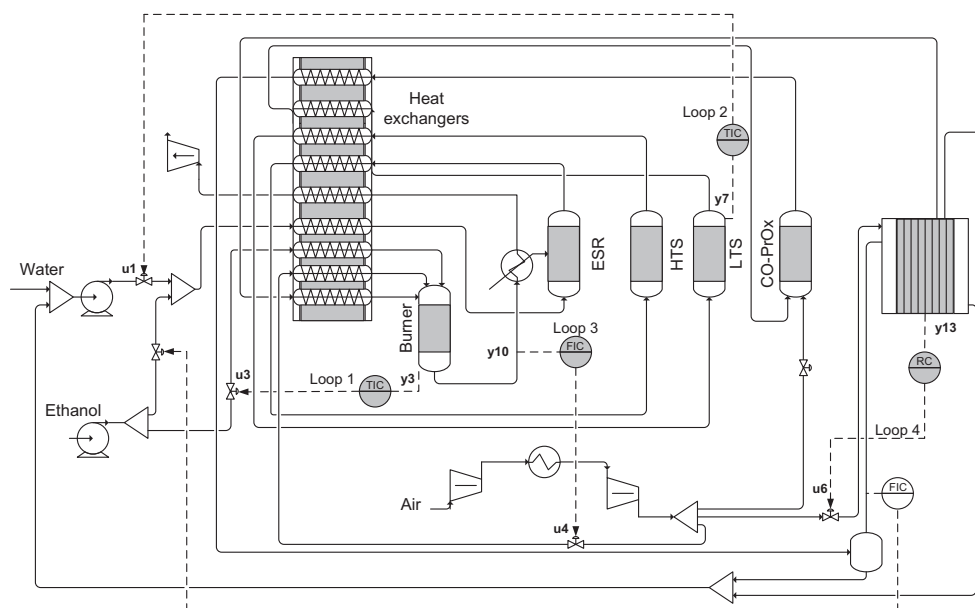 Heat
exchangers
Loop 2
TIC
y7
ESR
HTS
LTS
CO-PrOx
Water
u1
Burner
Loop 3
FIC
y10
y13
RC
u3
Loop 1
TIC
y3
Ethanol
Loop 4
Air
u6
FIC
u4